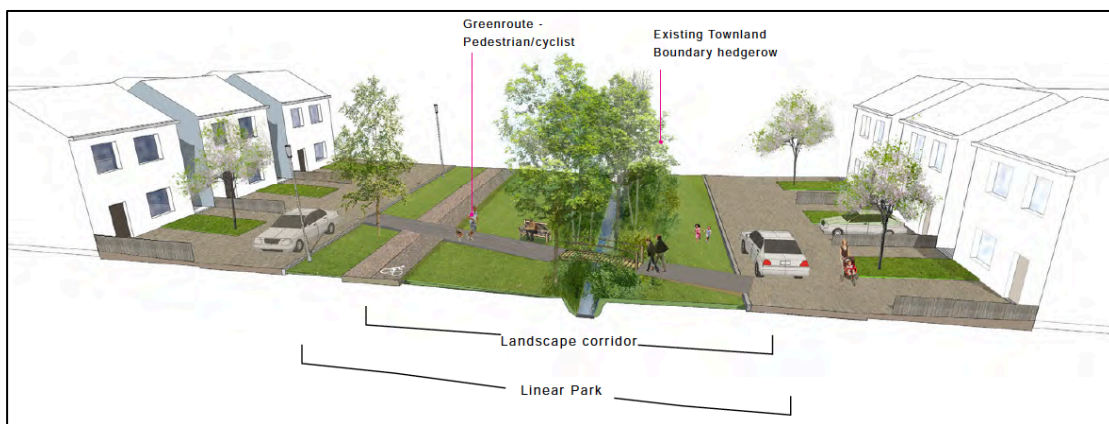 Greenroute -
Pedestrian/cyclist
Existing Townland
Boundary hedgerow
Landscape corridor
Linear Park